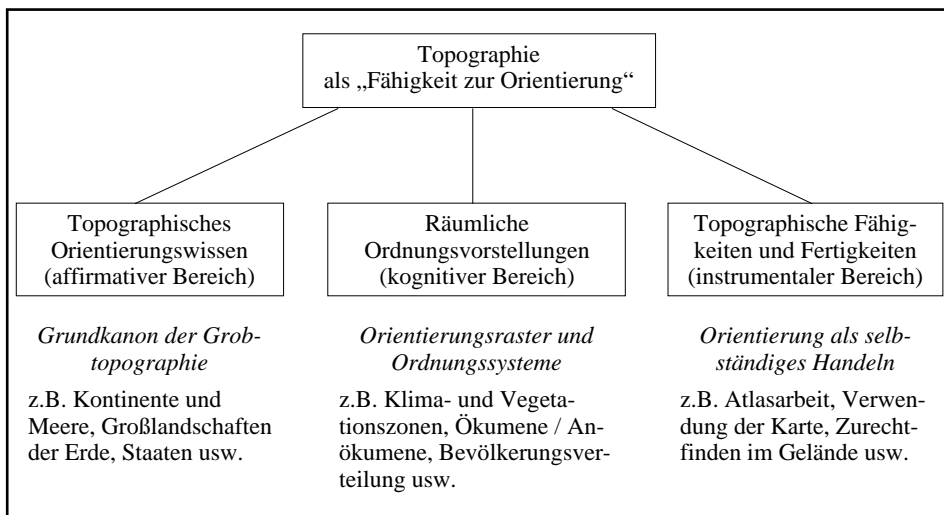 Topographie
als „Fähigkeit zur Orientierung“
Topographisches
Orientierungswissen
(affirmativer Bereich)
Räumliche
Ordnungsvorstellungen
(kognitiver Bereich)
Topographische Fähig-
keiten und Fertigkeiten
(instrumentaler Bereich)
Grundkanon der Grob-
topographie
Orientierungsraster und
Ordnungssysteme
Orientierung als selb-
ständiges Handeln
z.B. Kontinente und
Meere, Großlandschaften
der Erde, Staaten usw.
z.B. Klima- und Vegeta-
tionszonen, Ökumene / An-
ökumene, Bevölkerungsver-
teilung usw.
z.B. Atlasarbeit, Verwen-
dung der Karte, Zurecht-
finden im Gelände usw.